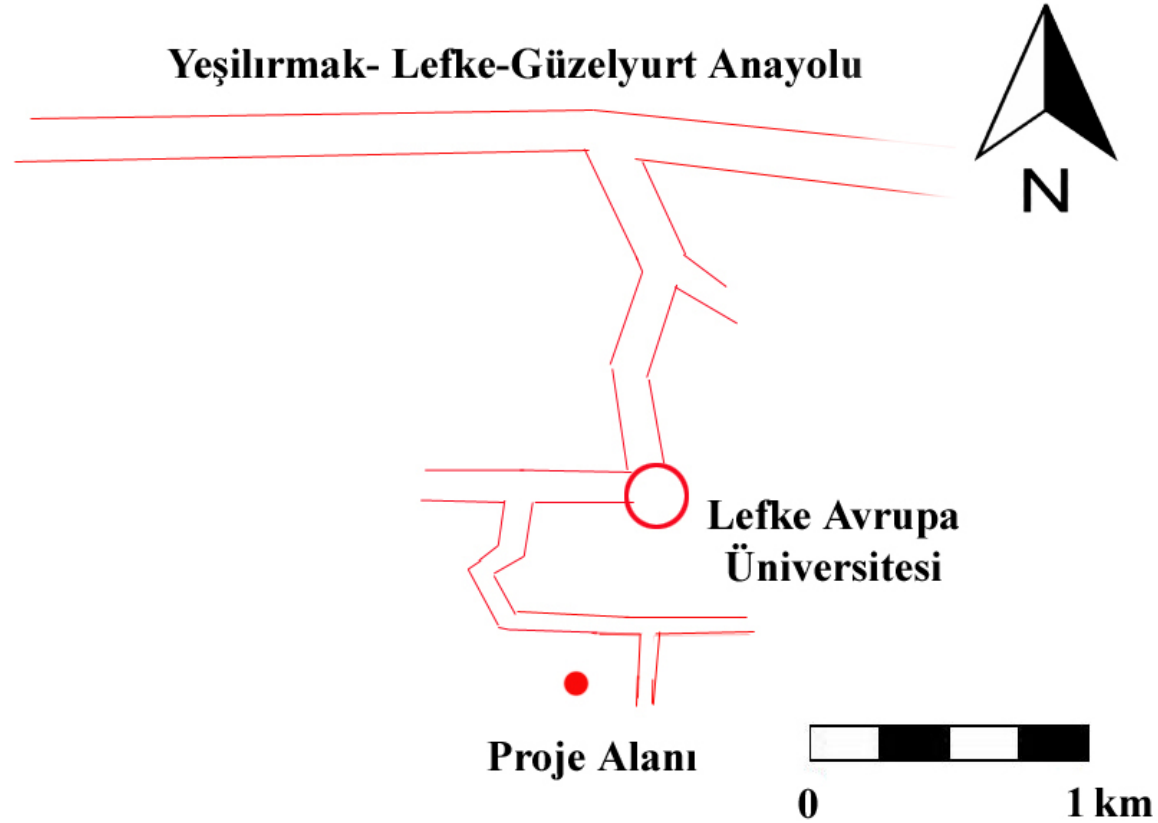 Yeşilırmak- Lefke-Güzelyurt Anayolu
N
Lefke Avrupa
Üniversitesi
Proje Alanı
0 1 km